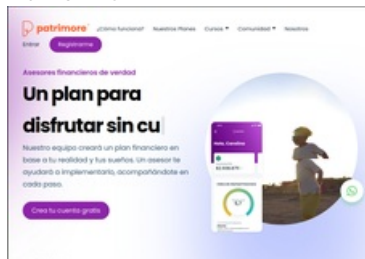 patrimore
¿Cómo funciona?
Nuestros Planes
Cursos
Comunidad
Nosotros
Entrar
Registrarme
Asesores financieros de verdad
Un plan para
disfrutar sin cu
Nuestro equipo creará un plan financiero en
base a tu realidad y tus sueños. Un asesor te
ayudará a implementarlo, acompañándote en
cada paso.
Crea tu cuenta gratis
Hola, Carolina